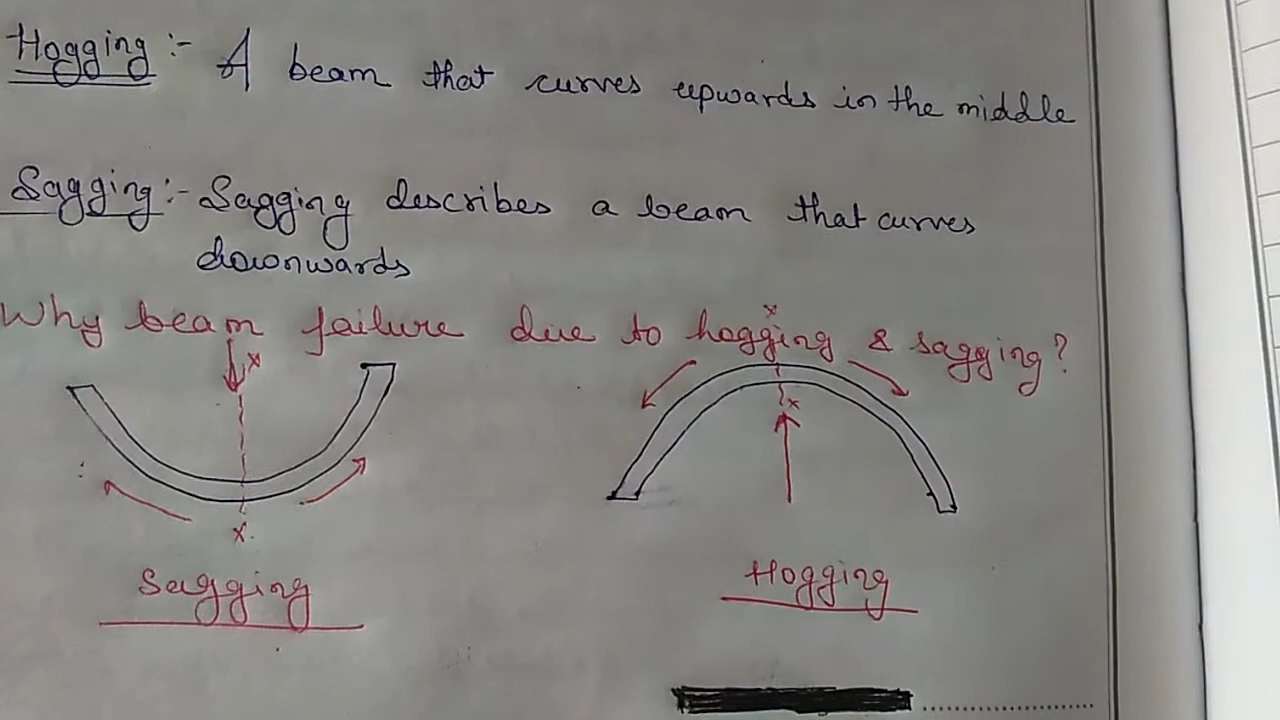 Hogging :- A beam that curves upwards in the middle
Sagging :- Sagging describes a beam that curves
downwards
Why beam failure due to hogging & sagging?
x
x
x
x
Sagging
Hogging